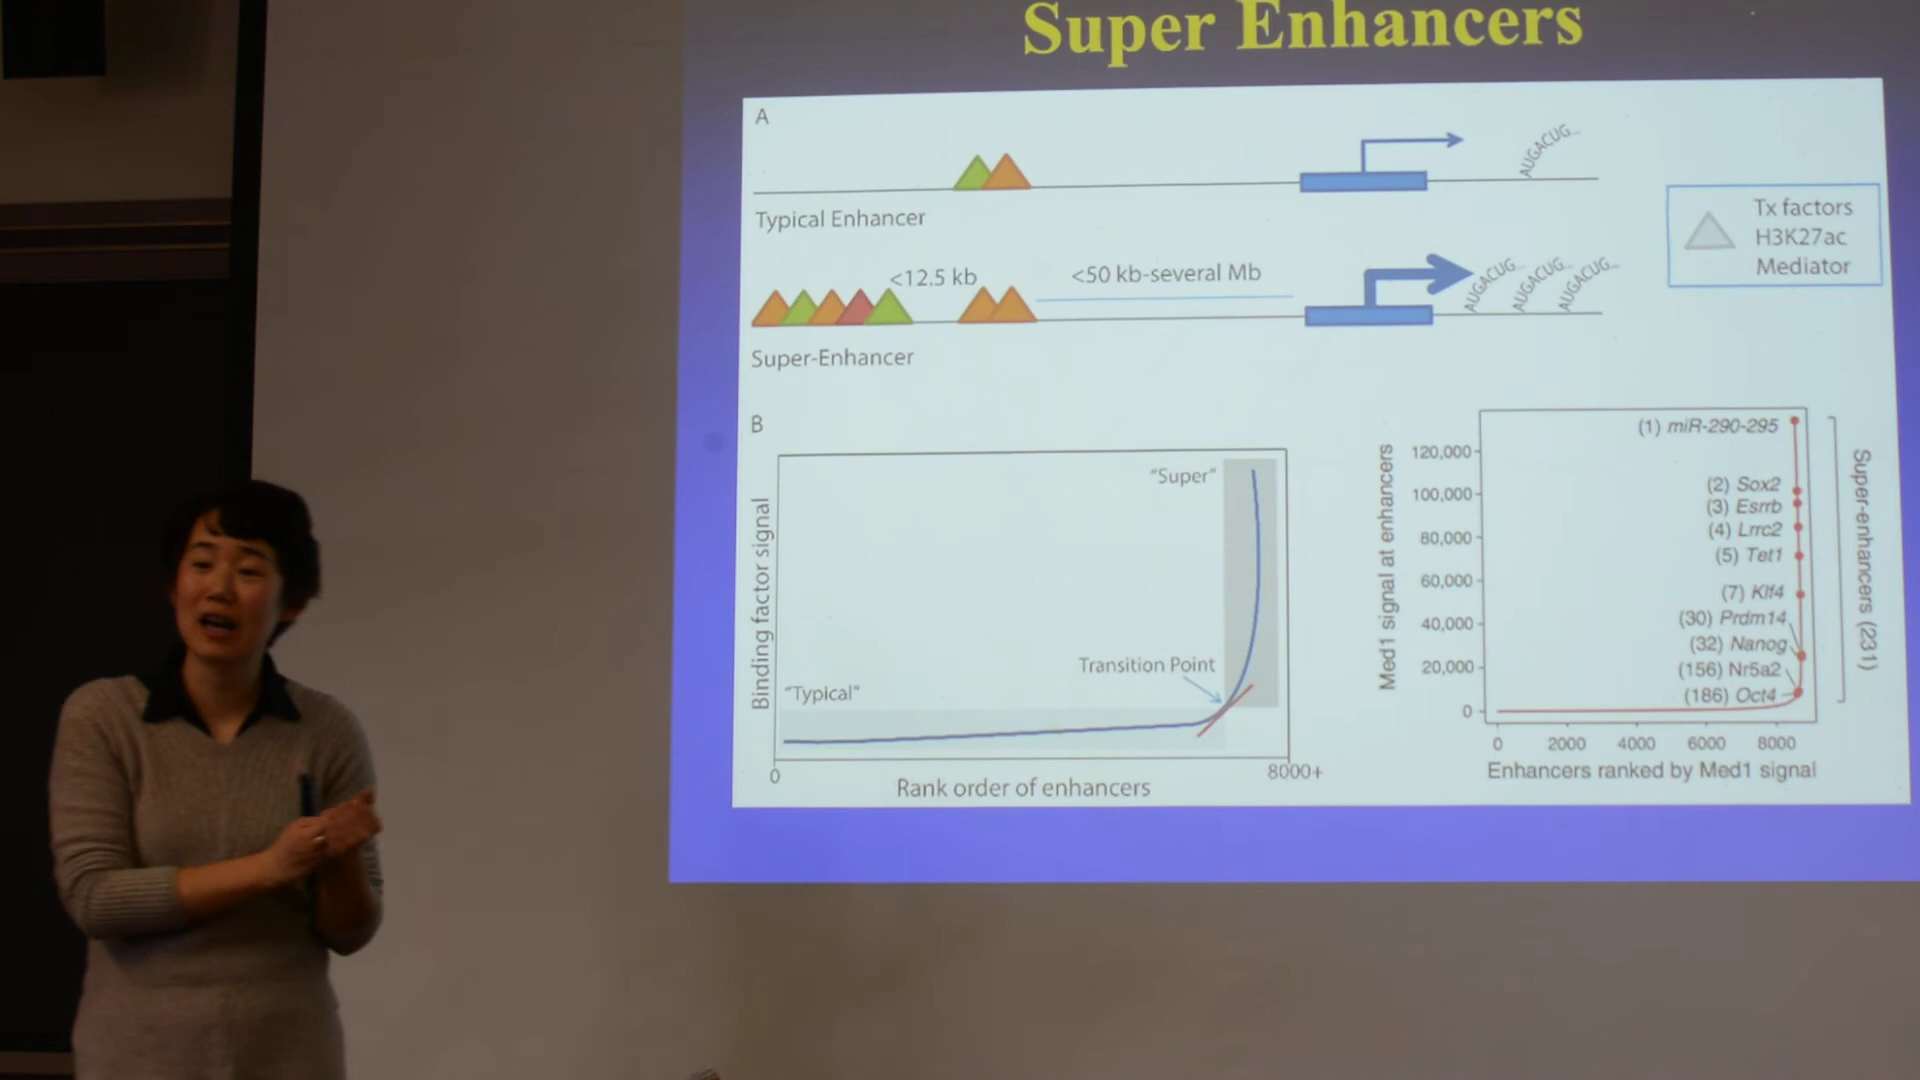 Super Enhancers
A
AUGACUG...
Typical Enhancer
Tx factors
H3K27ac
Mediator
<12.5 kb
<50 kb-several Mb
AUGACUG...
AUGACUG...
AUGACUG...
Super-Enhancer
B
Binding factor signal
"Super"
Transition Point
"Typical"
0
8000+
Rank order of enhancers
Med1 signal at enhancers
120,000
100,000
80,000
60,000
40,000
20,000
0
(1) miR-290-295
(2) Sox2
(3) Esrrb
(4) Lrrc2
(5) Tet1
(7) Klf4
(30) Prdm14
(32) Nanog
(156) Nr5a2
(186) Oct4
Super-enhancers (231)
0 2000 4000 6000 8000
Enhancers ranked by Med1 signal